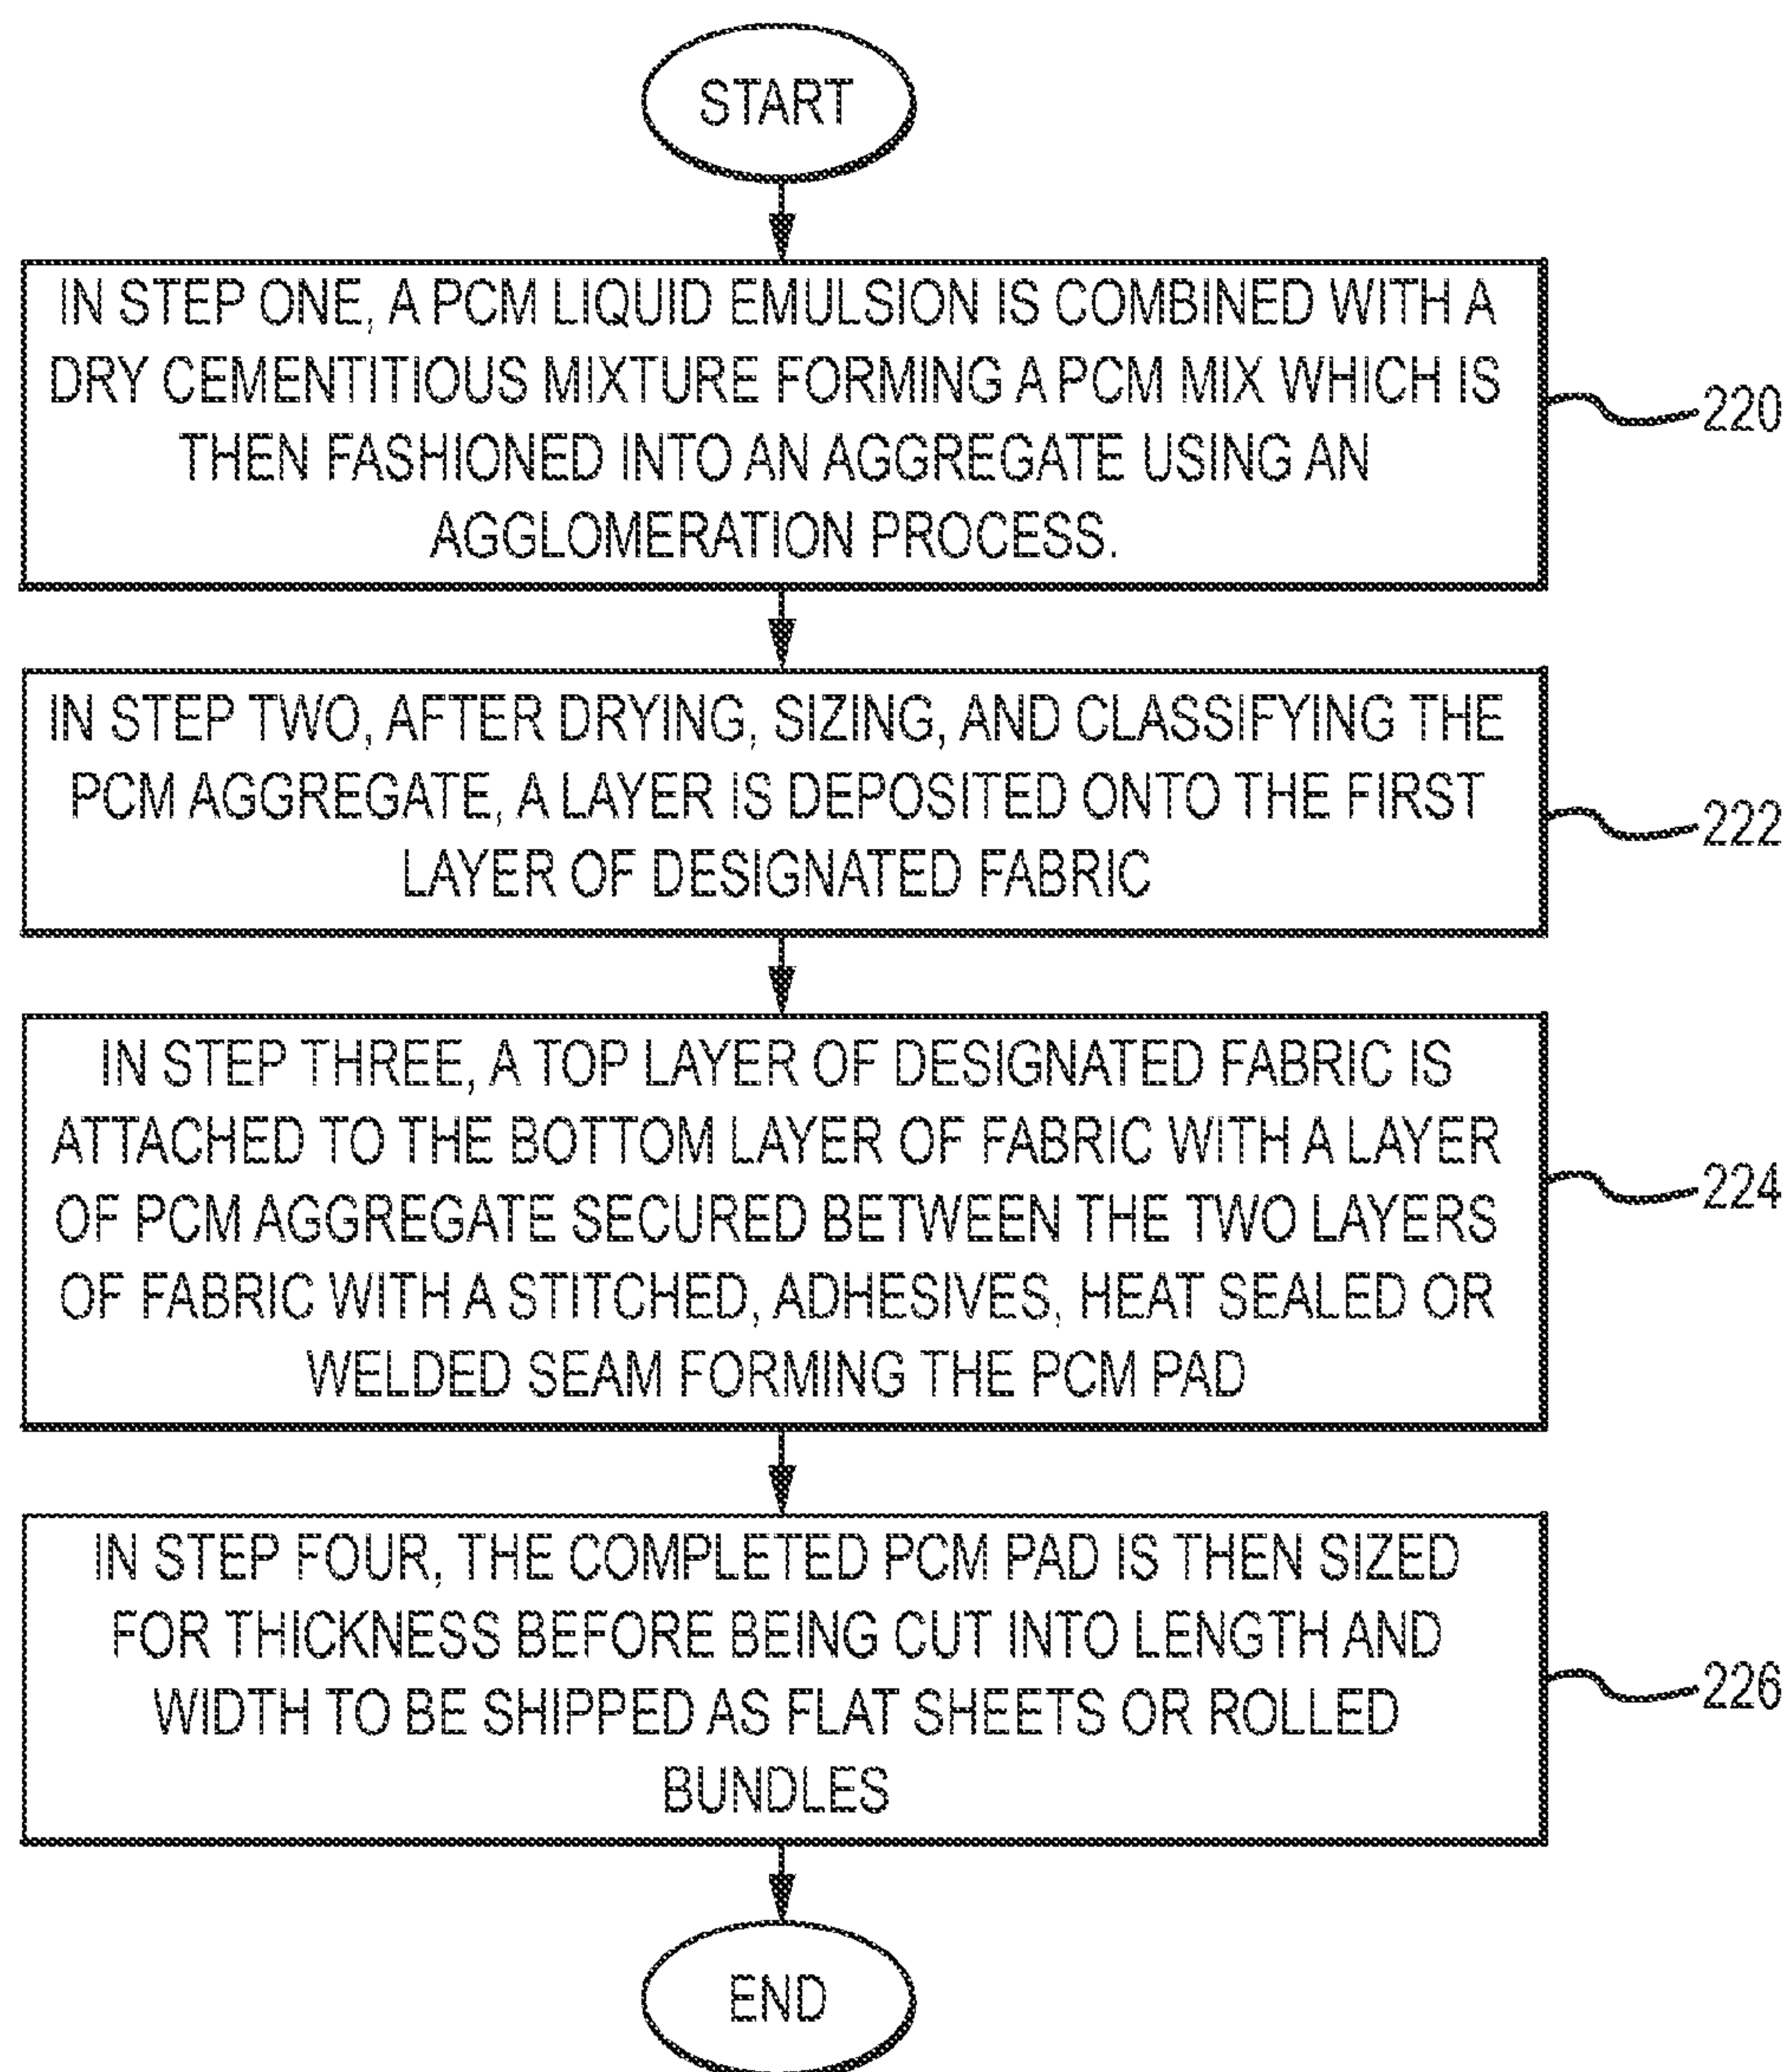 START
IN STEP ONE, A PCM LIQUID EMULSION IS COMBINED WITH A
DRY CEMENTITIOUS MIXTURE FORMING A PCM MIX WHICH IS
THEN FASHIONED INTO AN AGGREGATE USING AN
AGGLOMERATION PROCESS.
220
IN STEP TWO, AFTER DRYING, SIZING, AND CLASSIFYING THE
PCM AGGREGATE, A LAYER IS DEPOSITED ONTO THE FIRST
LAYER OF DESIGNATED FABRIC
222
IN STEP THREE, A TOP LAYER OF DESIGNATED FABRIC IS
ATTACHED TO THE BOTTOM LAYER OF FABRIC WITH A LAYER
OF PCM AGGREGATE SECURED BETWEEN THE TWO LAYERS
OF FABRIC WITH A STITCHED, ADHESIVES, HEAT SEALED OR
WELDED SEAM FORMING THE PCM PAD
224
IN STEP FOUR, THE COMPLETED PCM PAD IS THEN SIZED
FOR THICKNESS BEFORE BEING CUT INTO LENGTH AND
WIDTH TO BE SHIPPED AS FLAT SHEETS OR ROLLED
BUNDLES
226
END